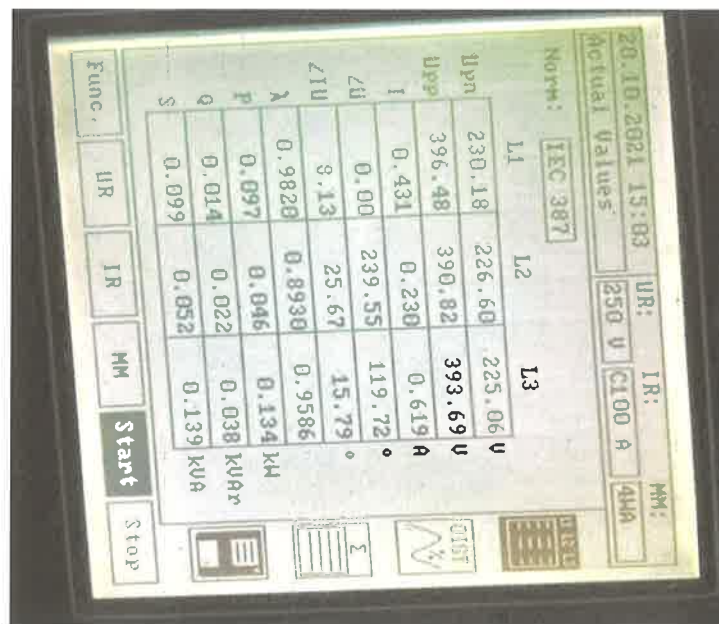 20.10.2021 15:03 UR: IR: MM:
Actual Values 250 V C100 A 4WA
Norm: IEC 387
L1 L2 L3
Upn 230.18 226.60 225.06 V
Upp 396.48 390.82 393.69 V
I 0.431 0.230 0.619 A
∠U 0.00 239.55 119.72 °
∠IU 8.13 25.67 15.79 °
λ 0.9820 0.8930 0.9586
P 0.097 0.046 0.134 kW
Q 0.014 0.022 0.038 kVAr
S 0.099 0.052 0.139 kVA
DIST
%
Σ
Func. UR IR MM Start Stop